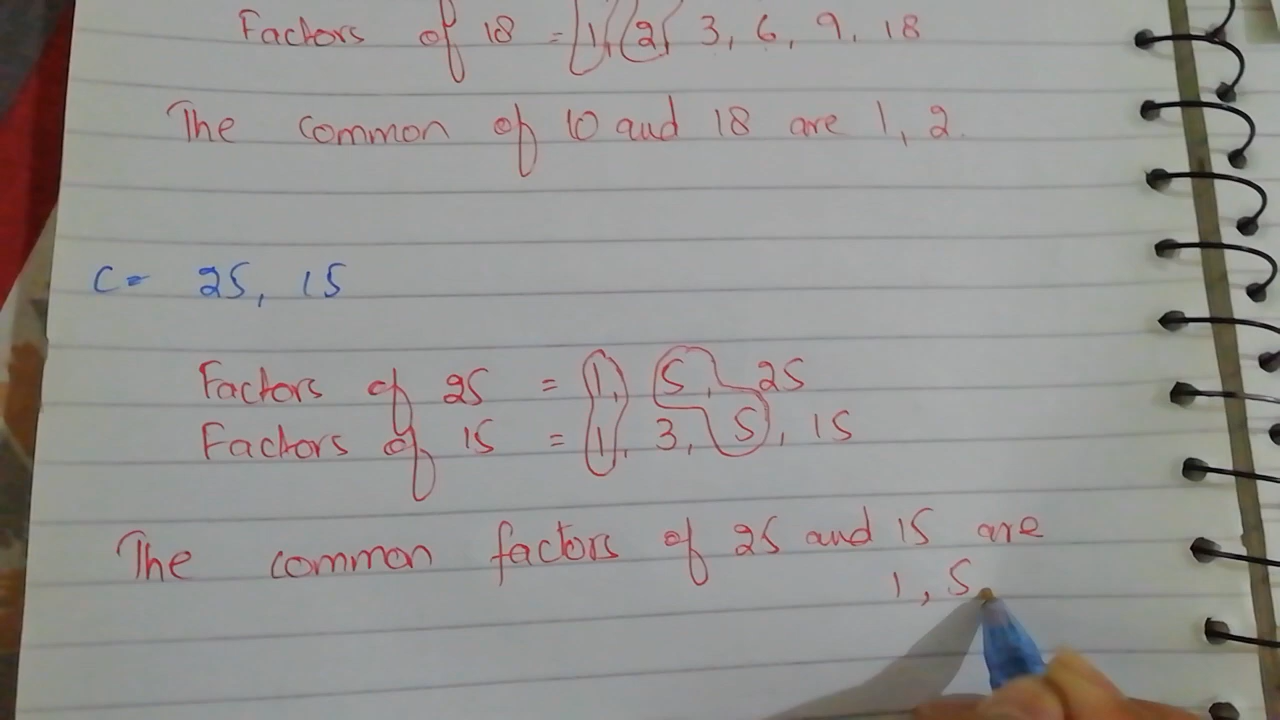 Factors of 18 = 1, 2, 3, 6, 9, 18
The common of 10 and 18 are 1, 2.
C= 25, 15
Factors of 25 = 1, 5, 25
Factors of 15 = 1, 3, 5, 15
The common factors of 25 and 15 are
1, 5